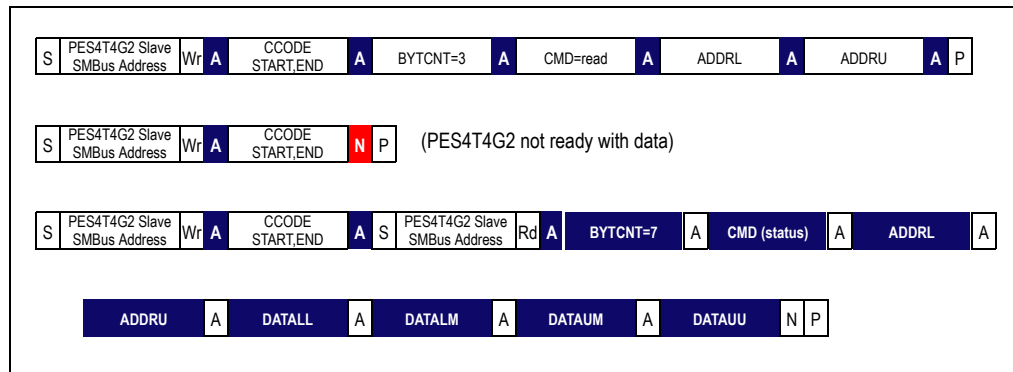 S PES4T4G2 Slave SMBus Address Wr A CCODE START,END A BYTCNT=3 A CMD=read A ADDRL A ADDRU A P
S PES4T4G2 Slave SMBus Address Wr A CCODE START,END N P (PES4T4G2 not ready with data)
S PES4T4G2 Slave SMBus Address Wr A CCODE START,END A S PES4T4G2 Slave SMBus Address Rd A BYTCNT=7 A CMD (status) A ADDRL A
ADDRU A DATALL A DATALM A DATAUM A DATAUU N P